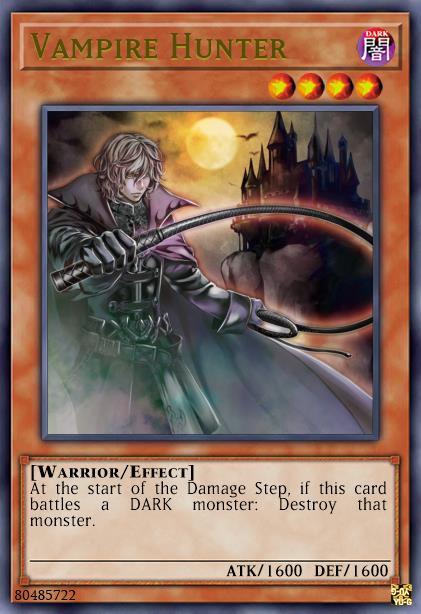 Vampire Hunter
DARK
闇
[Warrior/Effect]
At the start of the Damage Step, if this card
battles a DARK monster: Destroy that
monster.
ATK/1600 DEF/1600
80485722